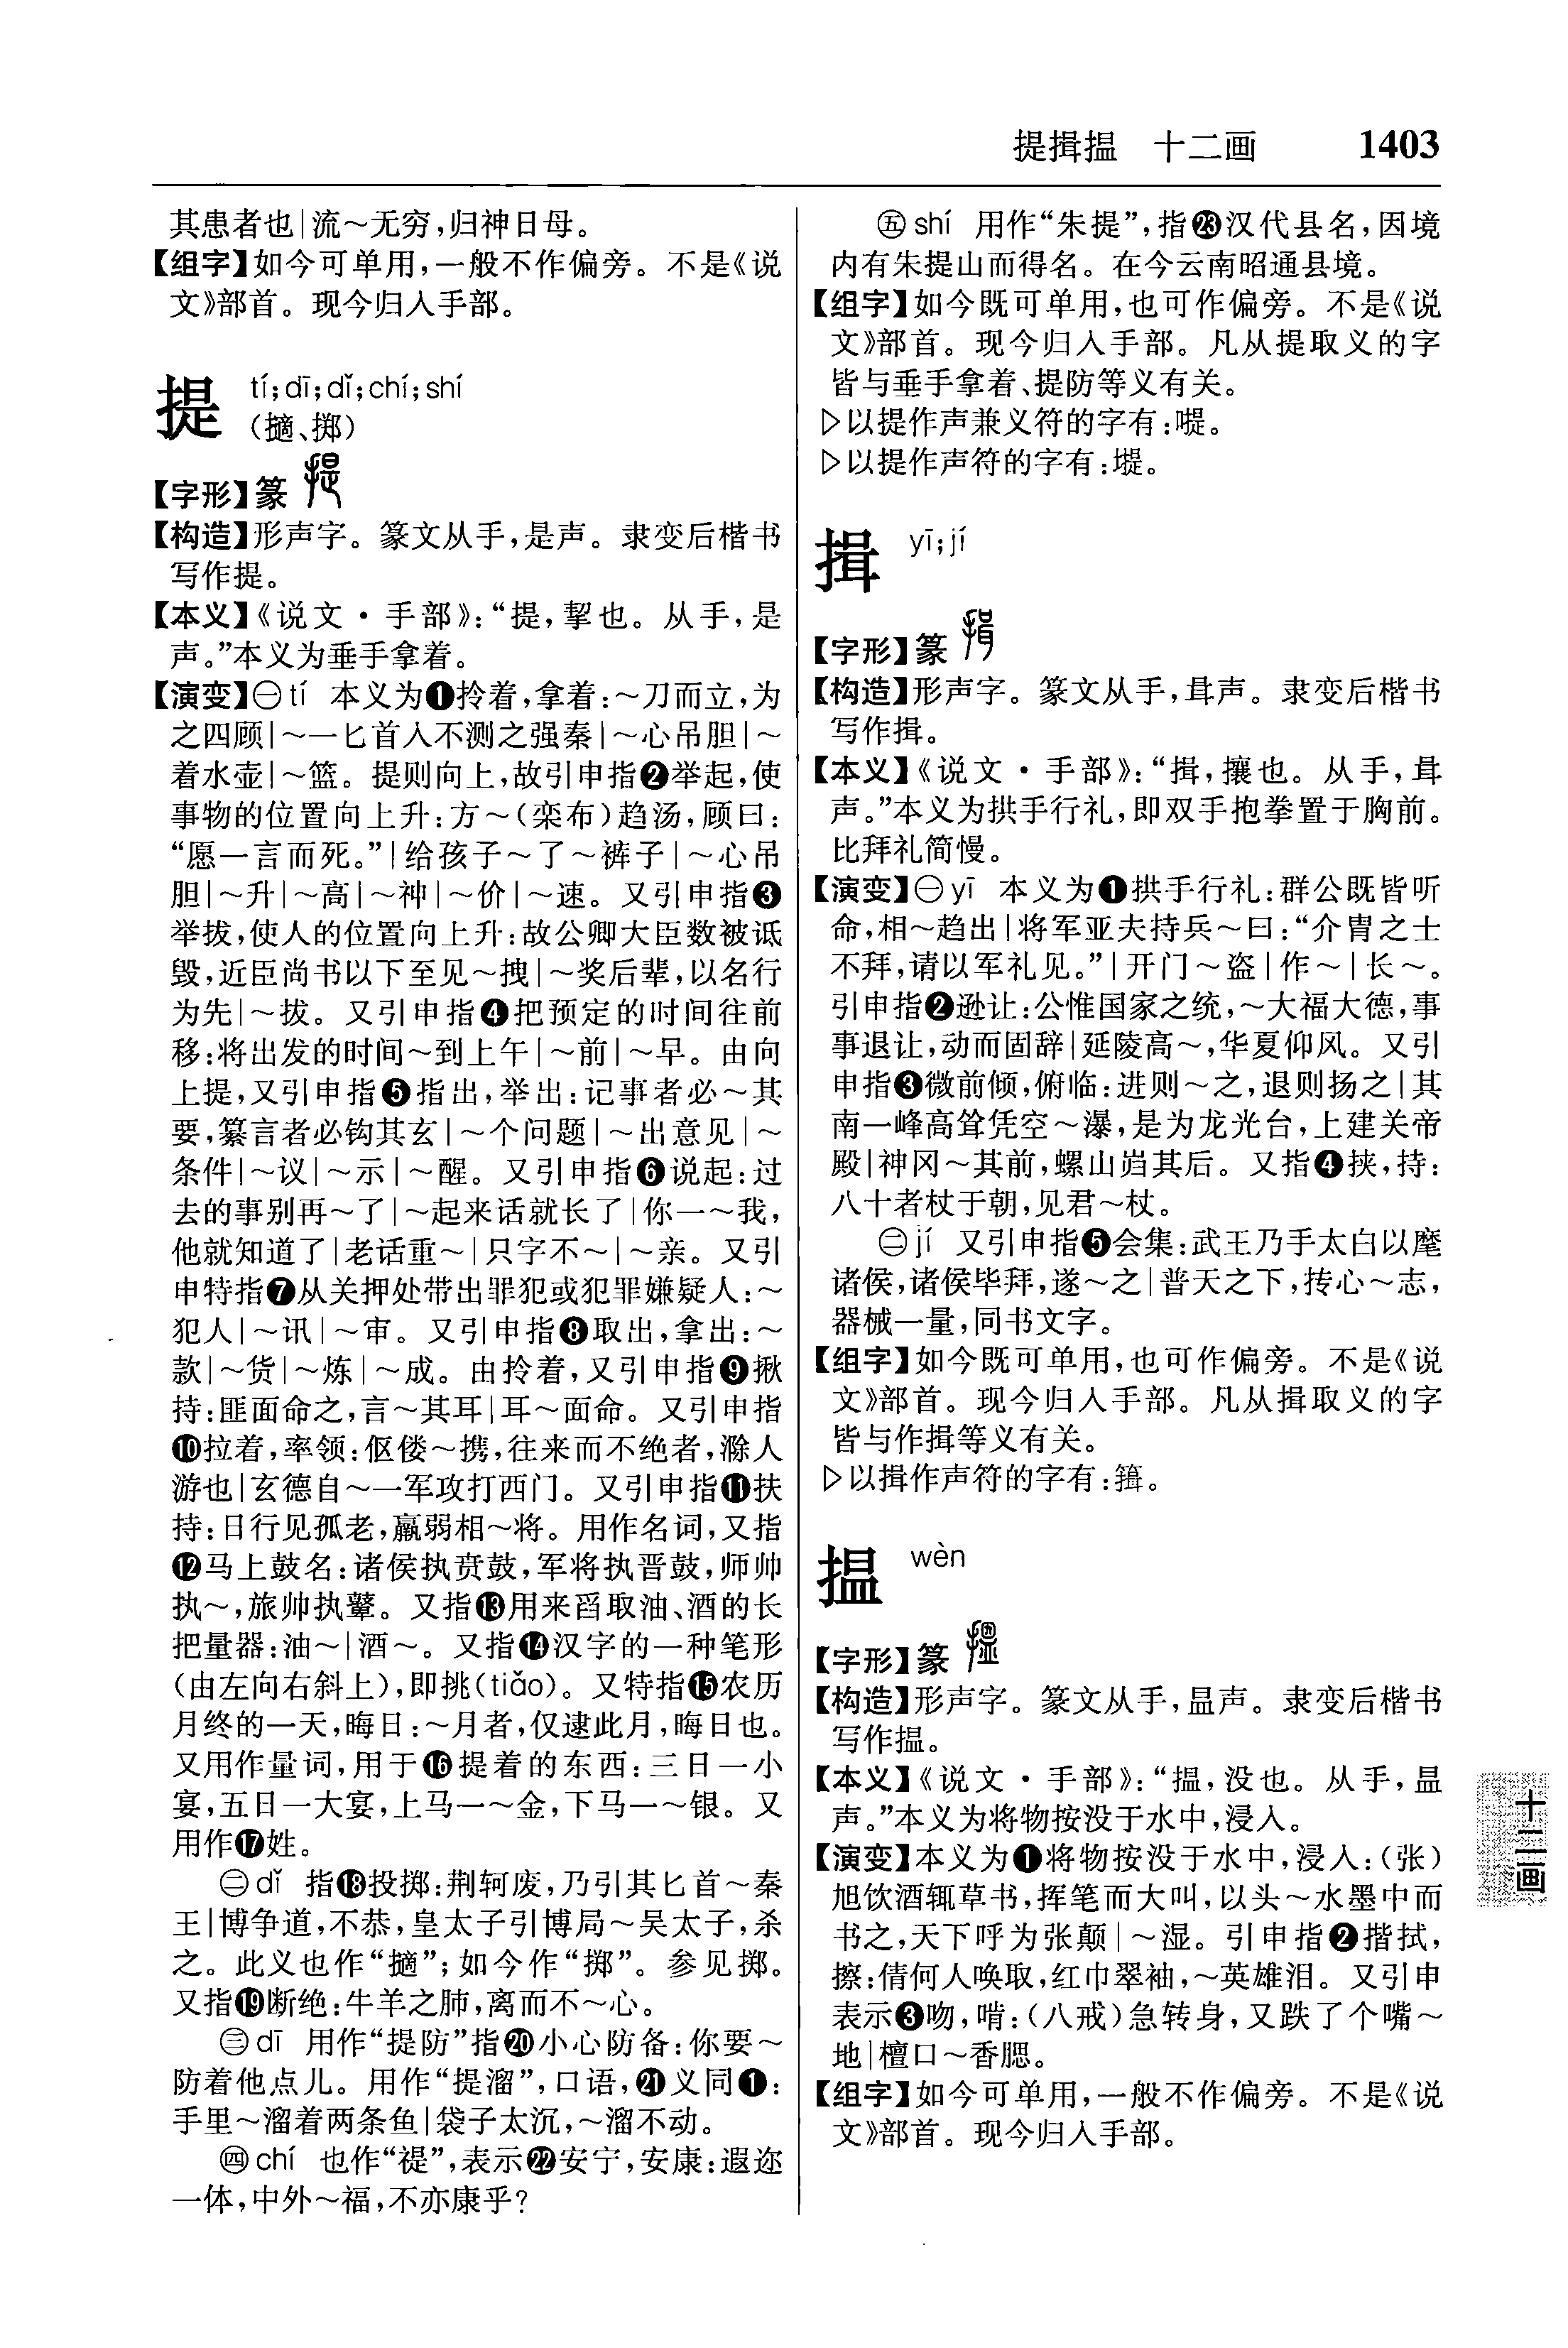 提揖揾　十二画　1403
其患者也|流～无穷,归神日母。
【组字】如今可单用,一般不作偏旁。不是《说
文》部首。现今归入手部。
提 tí;dī;dǐ;chí;shí
(擿、掷)
【字形】篆
【构造】形声字。篆文从手,是声。隶变后楷书
写作提。
【本义】《说文·手部》:“提,挈也。从手,是
声。”本义为垂手拿着。
【演变】㊀tí 本义为❶拎着,拿着:～刀而立,为
之四顾|～一匕首入不测之强秦|～心吊胆|～
着水壶|～篮。提则向上,故引申指❷举起,使
事物的位置向上升:方～(栾布)趋汤,顾曰:
“愿一言而死。”|给孩子～了～裤子|～心吊
胆|～升|～高|～神|～价|～速。又引申指❸
举拔,使人的位置向上升:故公卿大臣数被诋
毁,近臣尚书以下至见～拽|～奖后辈,以名行
为先|～拔。又引申指❹把预定的时间往前
移:将出发的时间～到上午|～前|～早。由向
上提,又引申指❺指出,举出:记事者必～其
要,纂言者必钩其玄|～个问题|～出意见|～
条件|～议|～示|～醒。又引申指❻说起:过
去的事别再～了|～起来话就长了|你一～我,
他就知道了|老话重～|只字不～|～亲。又引
申特指❼从关押处带出罪犯或犯罪嫌疑人:～
犯人|～讯|～审。又引申指❽取出,拿出:～
款|～货|～炼|～成。由拎着,又引申指❾揪
持:匪面命之,言～其耳|耳～面命。又引申指
❿拉着,率领:伛偻～携,往来而不绝者,滁人
游也|玄德自～一军攻打西门。又引申指⓫扶
持:日行见孤老,羸弱相～将。用作名词,又指
⓬马上鼓名:诸侯执贲鼓,军将执晋鼓,师帅
执～,旅帅执鼙。又指⓭用来舀取油、酒的长
把量器:油～|酒～。又指⓮汉字的一种笔形
(由左向右斜上),即挑(tiǎo)。又特指⓯农历
月终的一天,晦日:～月者,仅逮此月,晦日也。
又用作量词,用于⓰提着的东西:三日一小
宴,五日一大宴,上马一～金,下马一～银。又
用作⓱姓。
㊁dǐ 指⓲投掷:荆轲废,乃引其匕首～秦
王|博争道,不恭,皇太子引博局～吴太子,杀
之。此义也作“擿”;如今作“掷”。参见掷。
又指⓳断绝:牛羊之肺,离而不～心。
㊂dī 用作“提防”指⓴小心防备:你要～
防着他点儿。用作“提溜”,口语,㉑义同❶:
手里～溜着两条鱼|袋子太沉,～溜不动。
㊃chí 也作“禔”,表示㉒安宁,安康:遐迩
一体,中外～福,不亦康乎?
㊄shí 用作“朱提”,指㉓汉代县名,因境
内有朱提山而得名。在今云南昭通县境。
【组字】如今既可单用,也可作偏旁。不是《说
文》部首。现今归入手部。凡从提取义的字
皆与垂手拿着、提防等义有关。
▷以提作声兼义符的字有:㖷。
▷以提作声符的字有:㙗。
揖 yī;jí
【字形】篆
【构造】形声字。篆文从手,咠声。隶变后楷书
写作揖。
【本义】《说文·手部》:“揖,攘也。从手,咠
声。”本义为拱手行礼,即双手抱拳置于胸前。
比拜礼简慢。
【演变】㊀yī 本义为❶拱手行礼:群公既皆听
命,相～趋出|将军亚夫持兵～曰:“介胄之士
不拜,请以军礼见。”|开门～盗|作～|长～。
引申指❷逊让:公惟国家之统,～大福大德,事
事退让,动而固辞|延陵高～,华夏仰风。又引
申指❸微前倾,俯临:进则～之,退则扬之|其
南一峰高耸凭空～瀑,是为龙光台,上建关帝
殿|神冈～其前,螺山岿其后。又指❹挟,持:
八十者杖于朝,见君～杖。
㊁jí 又引申指❺会集:武王乃手太白以麾
诸侯,诸侯毕拜,遂～之|普天之下,抟心～志,
器械一量,同书文字。
【组字】如今既可单用,也可作偏旁。不是《说
文》部首。现今归入手部。凡从揖取义的字
皆与作揖等义有关。
▷以揖作声符的字有:箿。
揾 wèn
【字形】篆
【构造】形声字。篆文从手,昷声。隶变后楷书
写作揾。
【本义】《说文·手部》:“揾,没也。从手,昷
声。”本义为将物按没于水中,浸入。
【演变】本义为❶将物按没于水中,浸入:(张)
旭饮酒辄草书,挥笔而大叫,以头～水墨中而
书之,天下呼为张颠|～湿。引申指❷揩拭,
擦:倩何人唤取,红巾翠袖,～英雄泪。又引申
表示❸吻,啃:(八戒)急转身,又跌了个嘴～
地|檀口～香腮。
【组字】如今可单用,一般不作偏旁。不是《说
文》部首。现今归入手部。
十二画